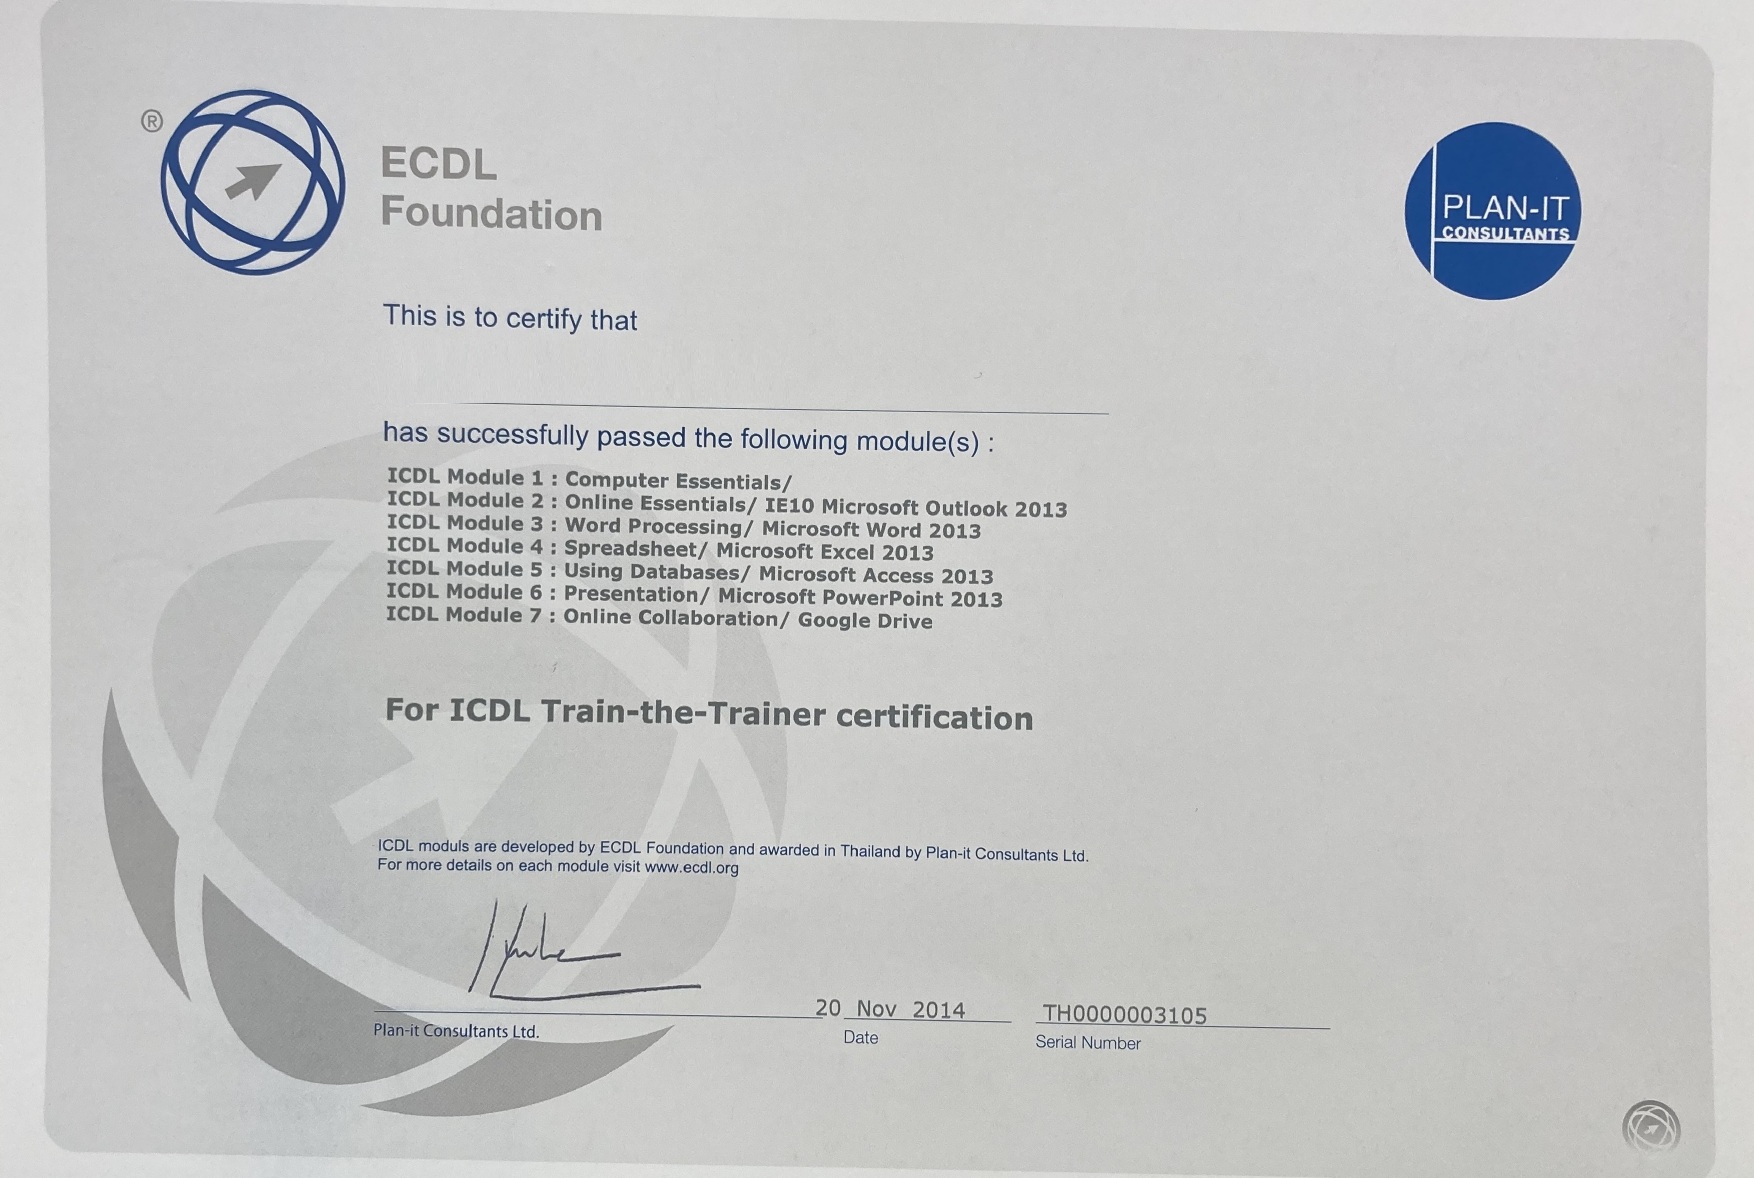 ®
ECDL
Foundation
PLAN-IT
CONSULTANTS
This is to certify that
has successfully passed the following module(s) :
ICDL Module 1 : Computer Essentials/
ICDL Module 2 : Online Essentials/ IE10 Microsoft Outlook 2013
ICDL Module 3 : Word Processing/ Microsoft Word 2013
ICDL Module 4 : Spreadsheet/ Microsoft Excel 2013
ICDL Module 5 : Using Databases/ Microsoft Access 2013
ICDL Module 6 : Presentation/ Microsoft PowerPoint 2013
ICDL Module 7 : Online Collaboration/ Google Drive
For ICDL Train-the-Trainer certification
ICDL moduls are developed by ECDL Foundation and awarded in Thailand by Plan-it Consultants Ltd.
For more details on each module visit www.ecdl.org
20 Nov 2014 TH0000003105
Plan-it Consultants Ltd. Date Serial Number